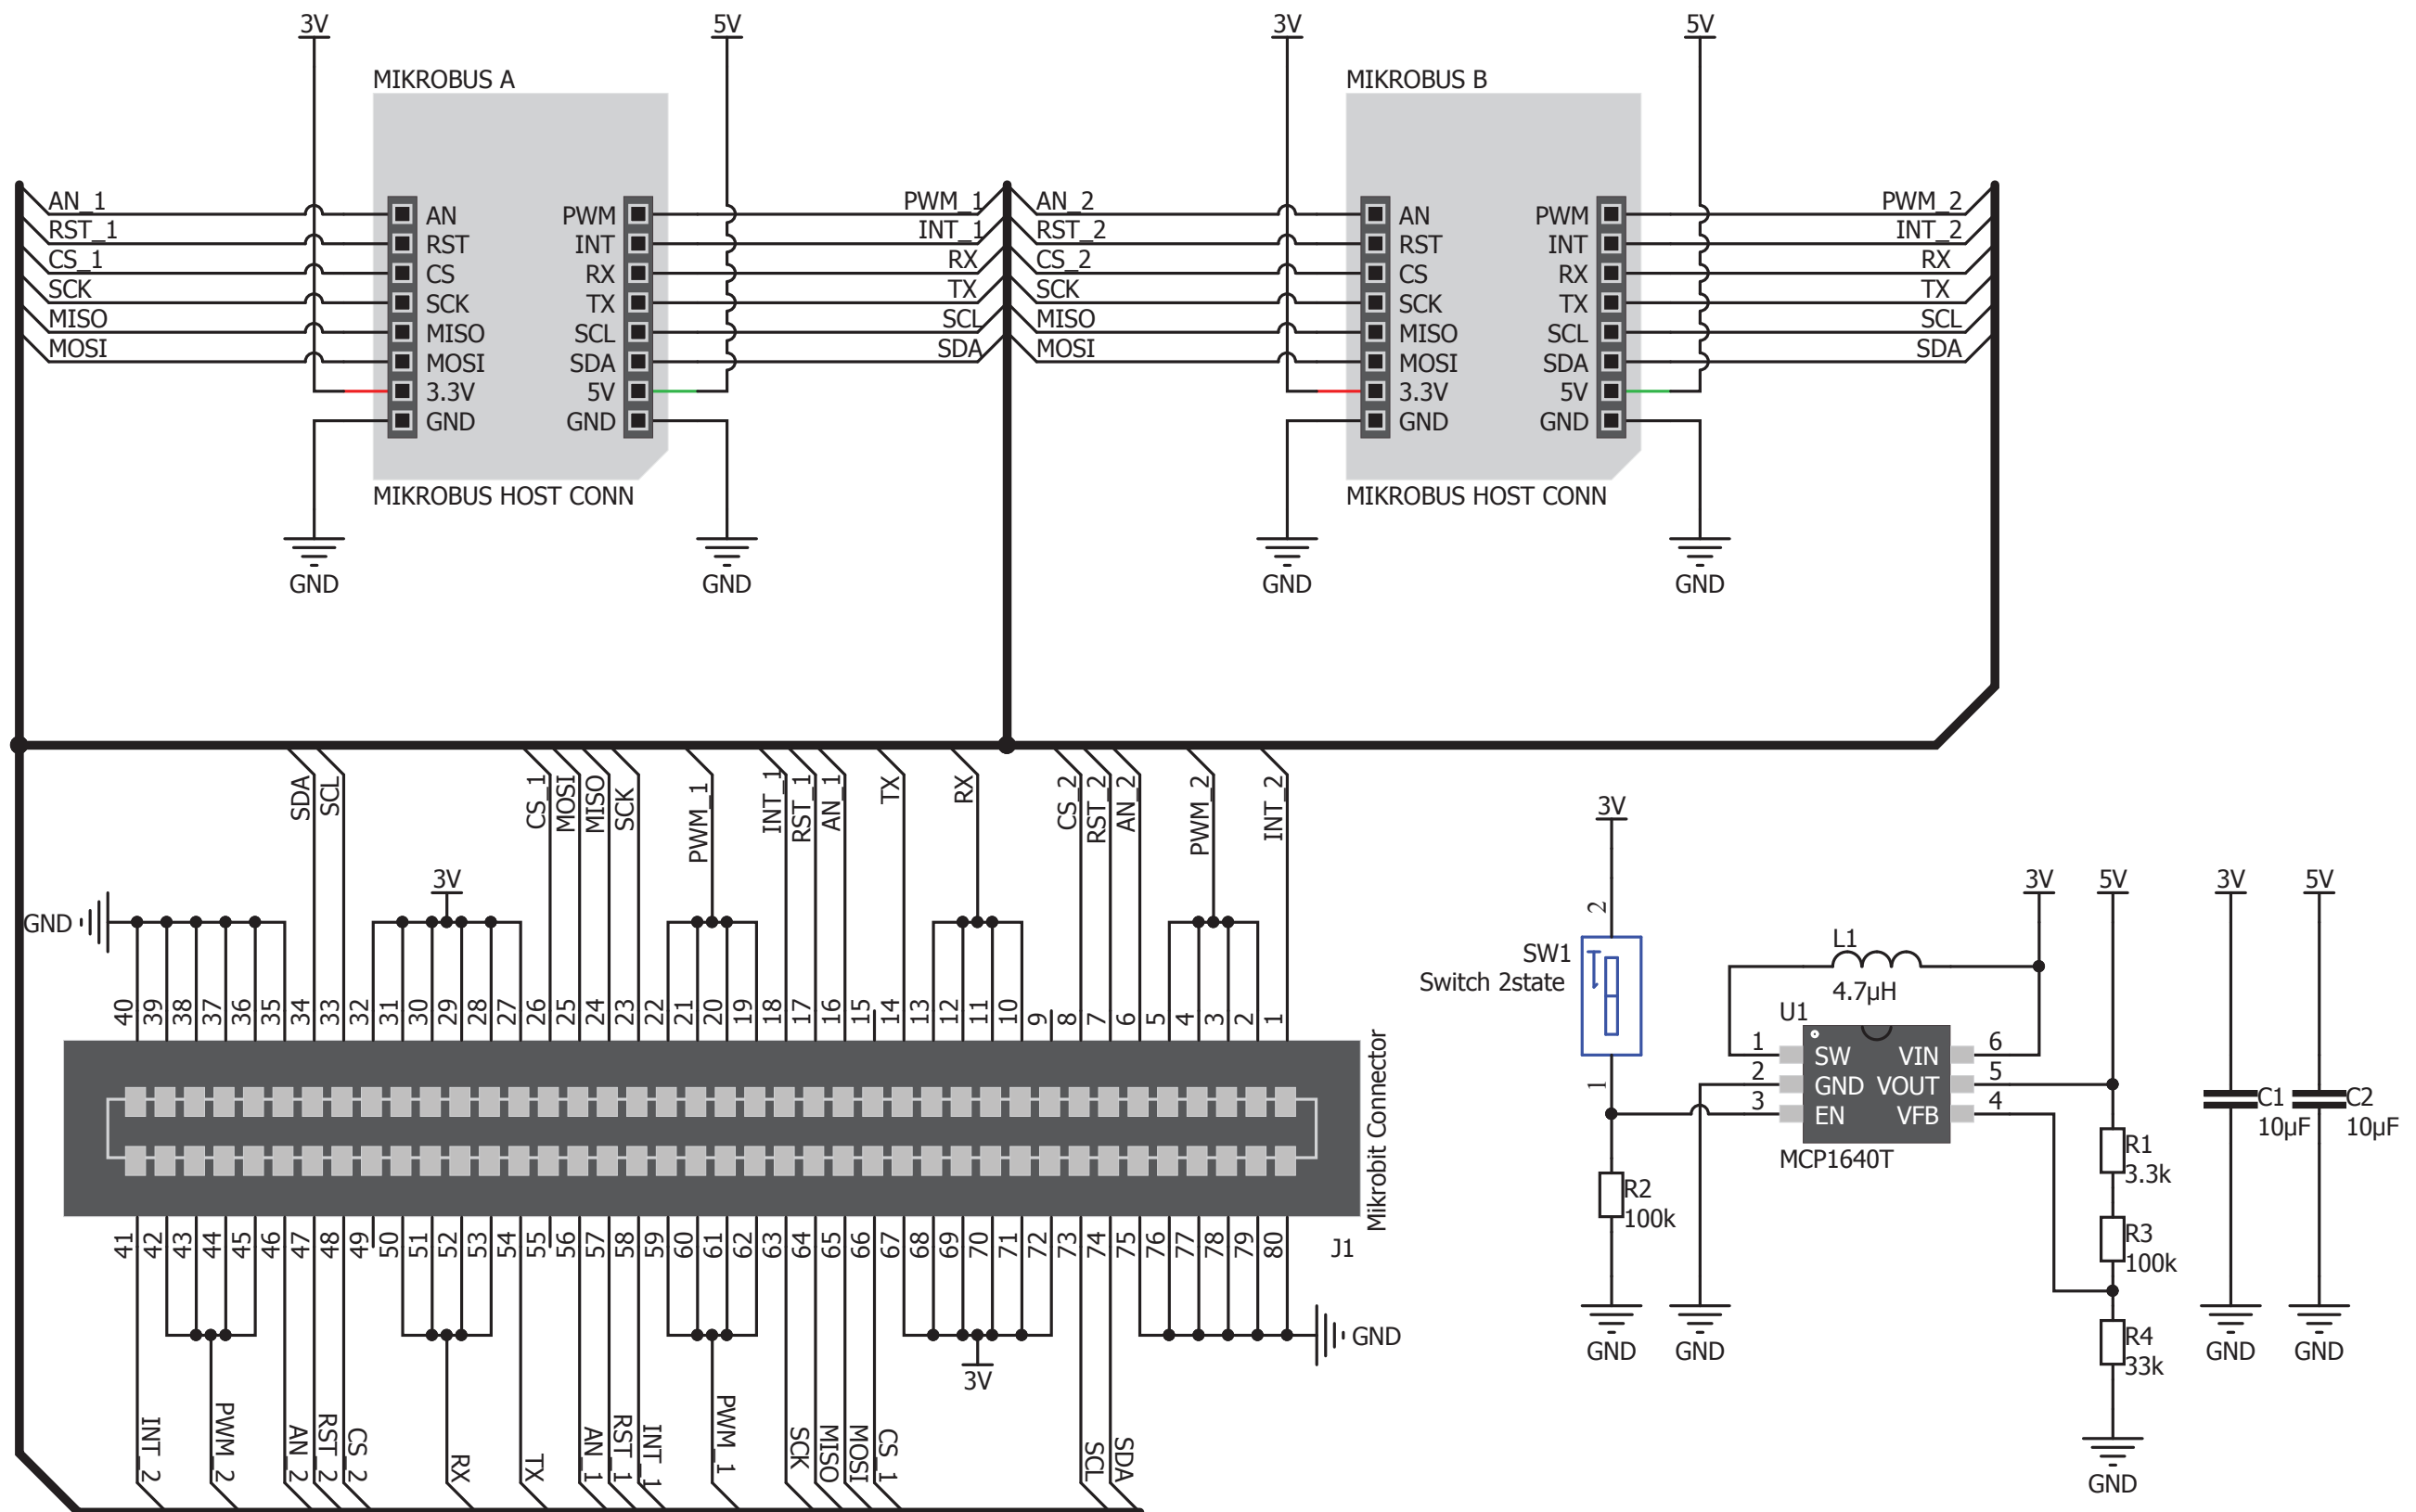 3V
5V
3V
5V
MIKROBUS A
MIKROBUS B
AN_1
RST_1
CS_1
SCK
MISO
MOSI
AN
RST
CS
SCK
MISO
MOSI
3.3V
GND
PWM
INT
RX
TX
SCL
SDA
5V
GND
PWM_1
INT_1
RX
TX
SCL
SDA
AN_2
RST_2
CS_2
SCK
MISO
MOSI
AN
RST
CS
SCK
MISO
MOSI
3.3V
GND
PWM
INT
RX
TX
SCL
SDA
5V
GND
PWM_2
INT_2
RX
TX
SCL
SDA
MIKROBUS HOST CONN
MIKROBUS HOST CONN
GND
GND
GND
GND
SDA
SCL
CS_1
MOSI
MISO
SCK
PWM_1
INT_1
RST_1
AN_1
TX
RX
CS_2
RST_2
AN_2
PWM_2
INT_2
GND
3V
40 39 38 37 36 35 34 33 32 31 30 29 28 27 26 25 24 23 22 21 20 19 18 17 16 15 14 13 12 11 10 9 8 7 6 5 4 3 2 1
Mikrobit Connector
J1
41 42 43 44 45 46 47 48 49 50 51 52 53 54 55 56 57 58 59 60 61 62 63 64 65 66 67 68 69 70 71 72 73 74 75 76 77 78 79 80
GND
3V
INT_2
PWM_2
AN_2
RST_2
CS_2
RX
TX
AN_1
RST_1
INT_1
PWM_1
SCK
MISO
MOSI
CS_1
SCL
SDA
3V
2
SW1
Switch 2state
1
R2
100k
GND
GND
3V
5V
L1
4.7µH
U1
1
2
3
SW
GND
EN
VIN
VOUT
VFB
6
5
4
MCP1640T
R1
3.3k
R3
100k
R4
33k
GND
3V
5V
C1
10µF
C2
10µF
GND
GND